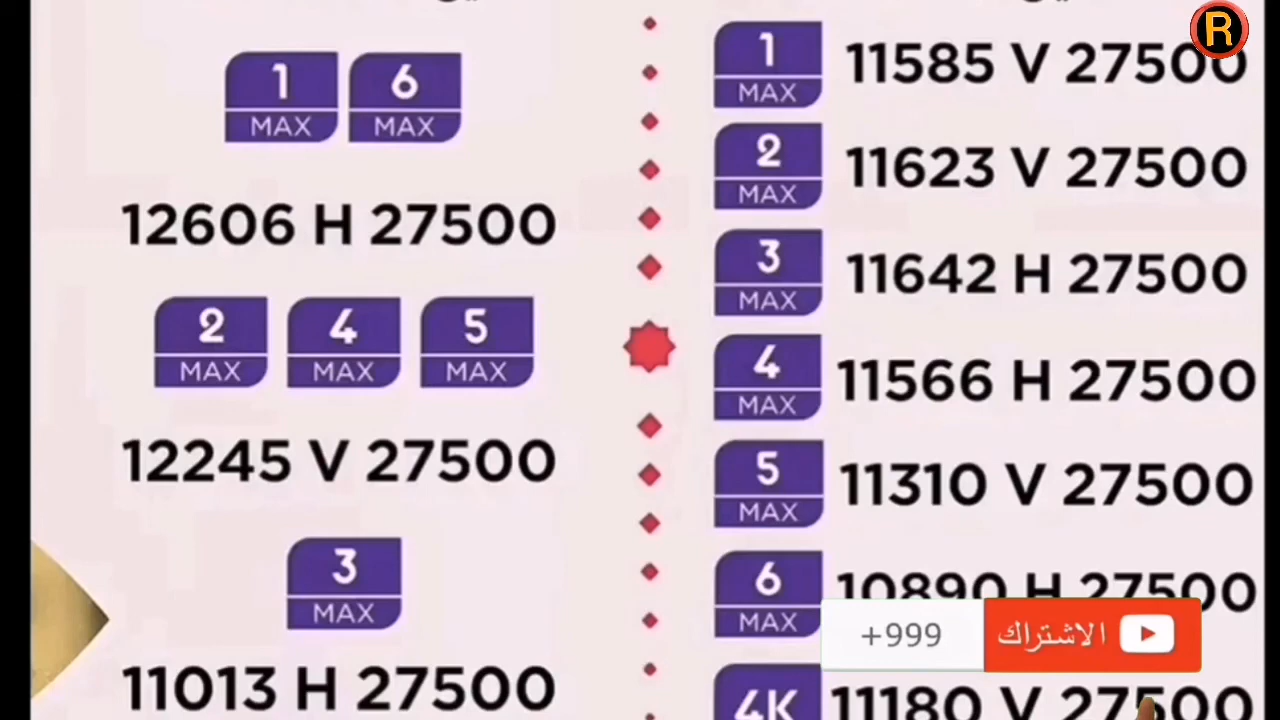 1 MAX 6 MAX
12606 H 27500
2 MAX 4 MAX 5 MAX
12245 V 27500
3 MAX
11013 H 27500
R
1 MAX 11585 V 27500
2 MAX 11623 V 27500
3 MAX 11642 H 27500
4 MAX 11566 H 27500
5 MAX 11310 V 27500
6 MAX 10890 H 27500
+999 الاشتراك
4K 11180 V 27500